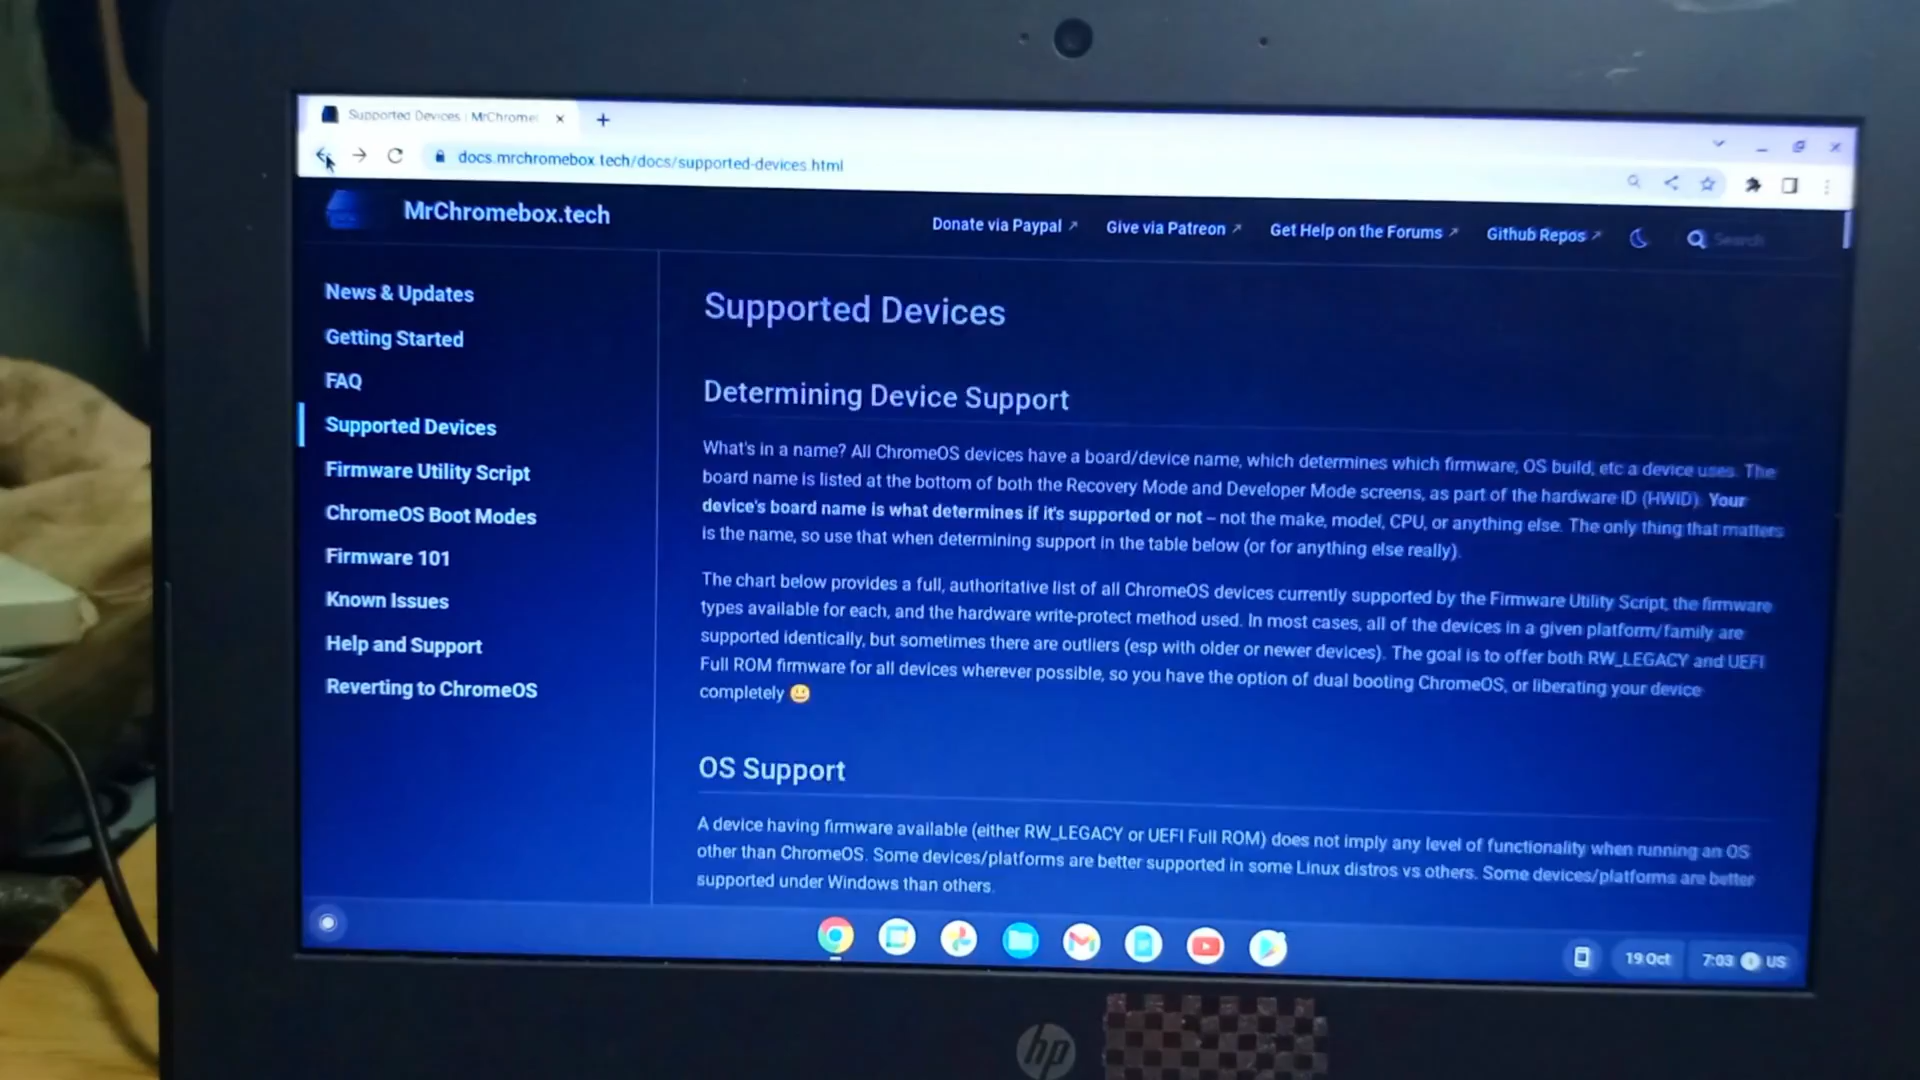 Supported Devices | MrChrome
docs.mrchromebox.tech/docs/supported-devices.html
MrChromebox.tech
Donate via Paypal
Give via Patreon
Get Help on the Forums
Github Repos
Search
News & Updates
Getting Started
FAQ
Supported Devices
Firmware Utility Script
ChromeOS Boot Modes
Firmware 101
Known Issues
Help and Support
Reverting to ChromeOS
Supported Devices
Determining Device Support
What's in a name? All ChromeOS devices have a board/device name, which determines which firmware, OS build, etc a device uses. The
board name is listed at the bottom of both the Recovery Mode and Developer Mode screens, as part of the hardware ID (HWID). Your
device's board name is what determines if it's supported or not – not the make, model, CPU, or anything else. The only thing that matters
is the name, so use that when determining support in the table below (or for anything else really).
The chart below provides a full, authoritative list of all ChromeOS devices currently supported by the Firmware Utility Script, the firmware
types available for each, and the hardware write-protect method used. In most cases, all of the devices in a given platform/family are
supported identically, but sometimes there are outliers (esp with older or newer devices). The goal is to offer both RW_LEGACY and UEFI
Full ROM firmware for all devices wherever possible, so you have the option of dual booting ChromeOS, or liberating your device
completely 😃
OS Support
A device having firmware available (either RW_LEGACY or UEFI Full ROM) does not imply any level of functionality when running an OS
other than ChromeOS. Some devices/platforms are better supported in some Linux distros vs others. Some devices/platforms are better
supported under Windows than others.
19 Oct
7:03
US
hp